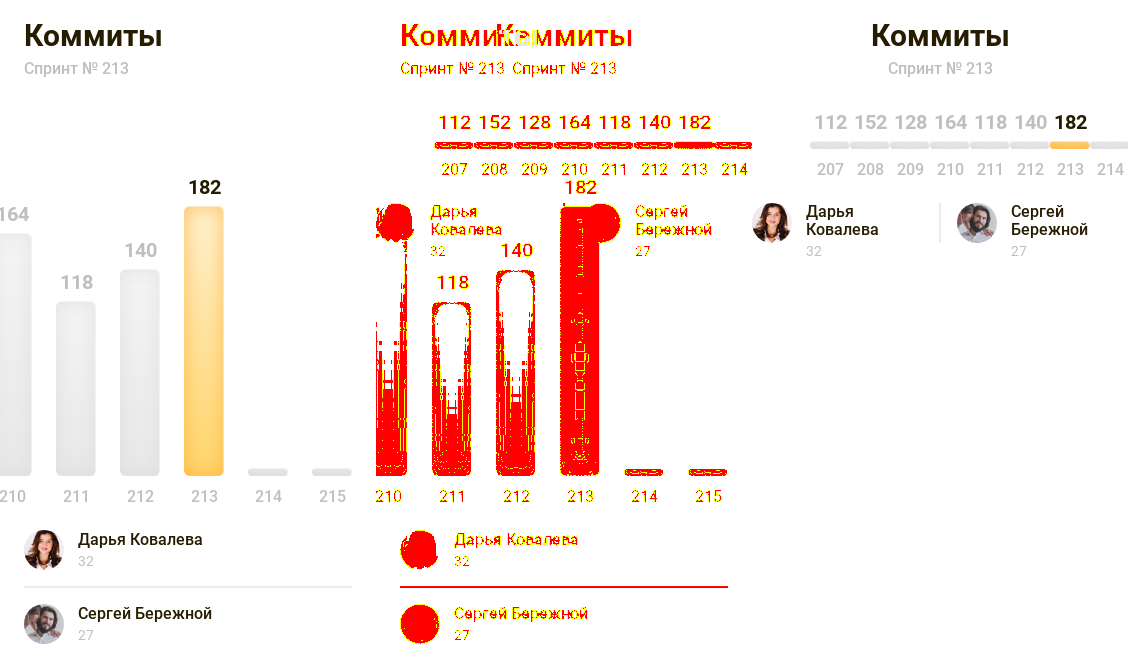 Коммиты
Спринт № 213
182
164
140
118
210 211 212 213 214 215
Дарья Ковалева
32
Сергей Бережной
27
Коммиты
Коммиты
Спринт № 213 Спринт № 213
112 152 128 164 118 140 182
207 208 209 210 211 212 213 214
182
Дарья
Ковалева
32
Сергей
Бережной
27
140
118
210 211 212 213 214 215
Дарья Ковалева
32
Сергей Бережной
27
Коммиты
Спринт № 213
112 152 128 164 118 140 182
207 208 209 210 211 212 213 214
Дарья
Ковалева
32
Сергей
Бережной
27